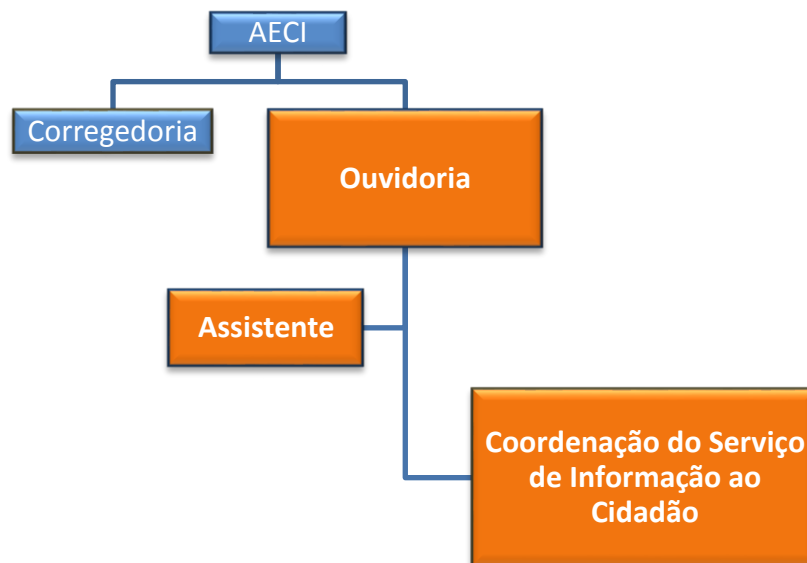 AECI
Corregedoria
Ouvidoria
Assistente
Coordenação do Serviço
de Informação ao
Cidadão